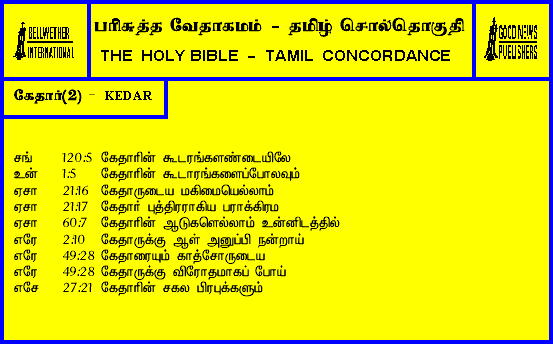 BELLWETHER
INTERNATIONAL
பரிசுத்த வேதாகமம் - தமிழ் சொல்தொகுதி
THE HOLY BIBLE - TAMIL CONCORDANCE
GOOD NEWS
PUBLISHERS
கேதார்(2) - KEDAR
சங் 120:5 கேதாரின் கூடரங்களண்டையிலே
உன் 1:5 கேதாரின் கூடாரங்களைப்போலவும்
ஏசா 21:16 கேதாருடைய மகிமையெல்லாம்
ஏசா 21:17 கேதார் புத்திரராகிய பராக்கிரம
ஏசா 60:7 கேதாரின் ஆடுகளெல்லாம் உன்னிடத்தில்
எரே 2:10 கேதாருக்கு ஆள் அனுப்பி நன்றாய்
எரே 49:28 கேதாரையும் காத்சோருடைய
எரே 49:28 கேதாருக்கு விரோதமாகப் போய்
எசே 27:21 கேதாரின் சகல பிரபுக்களும்